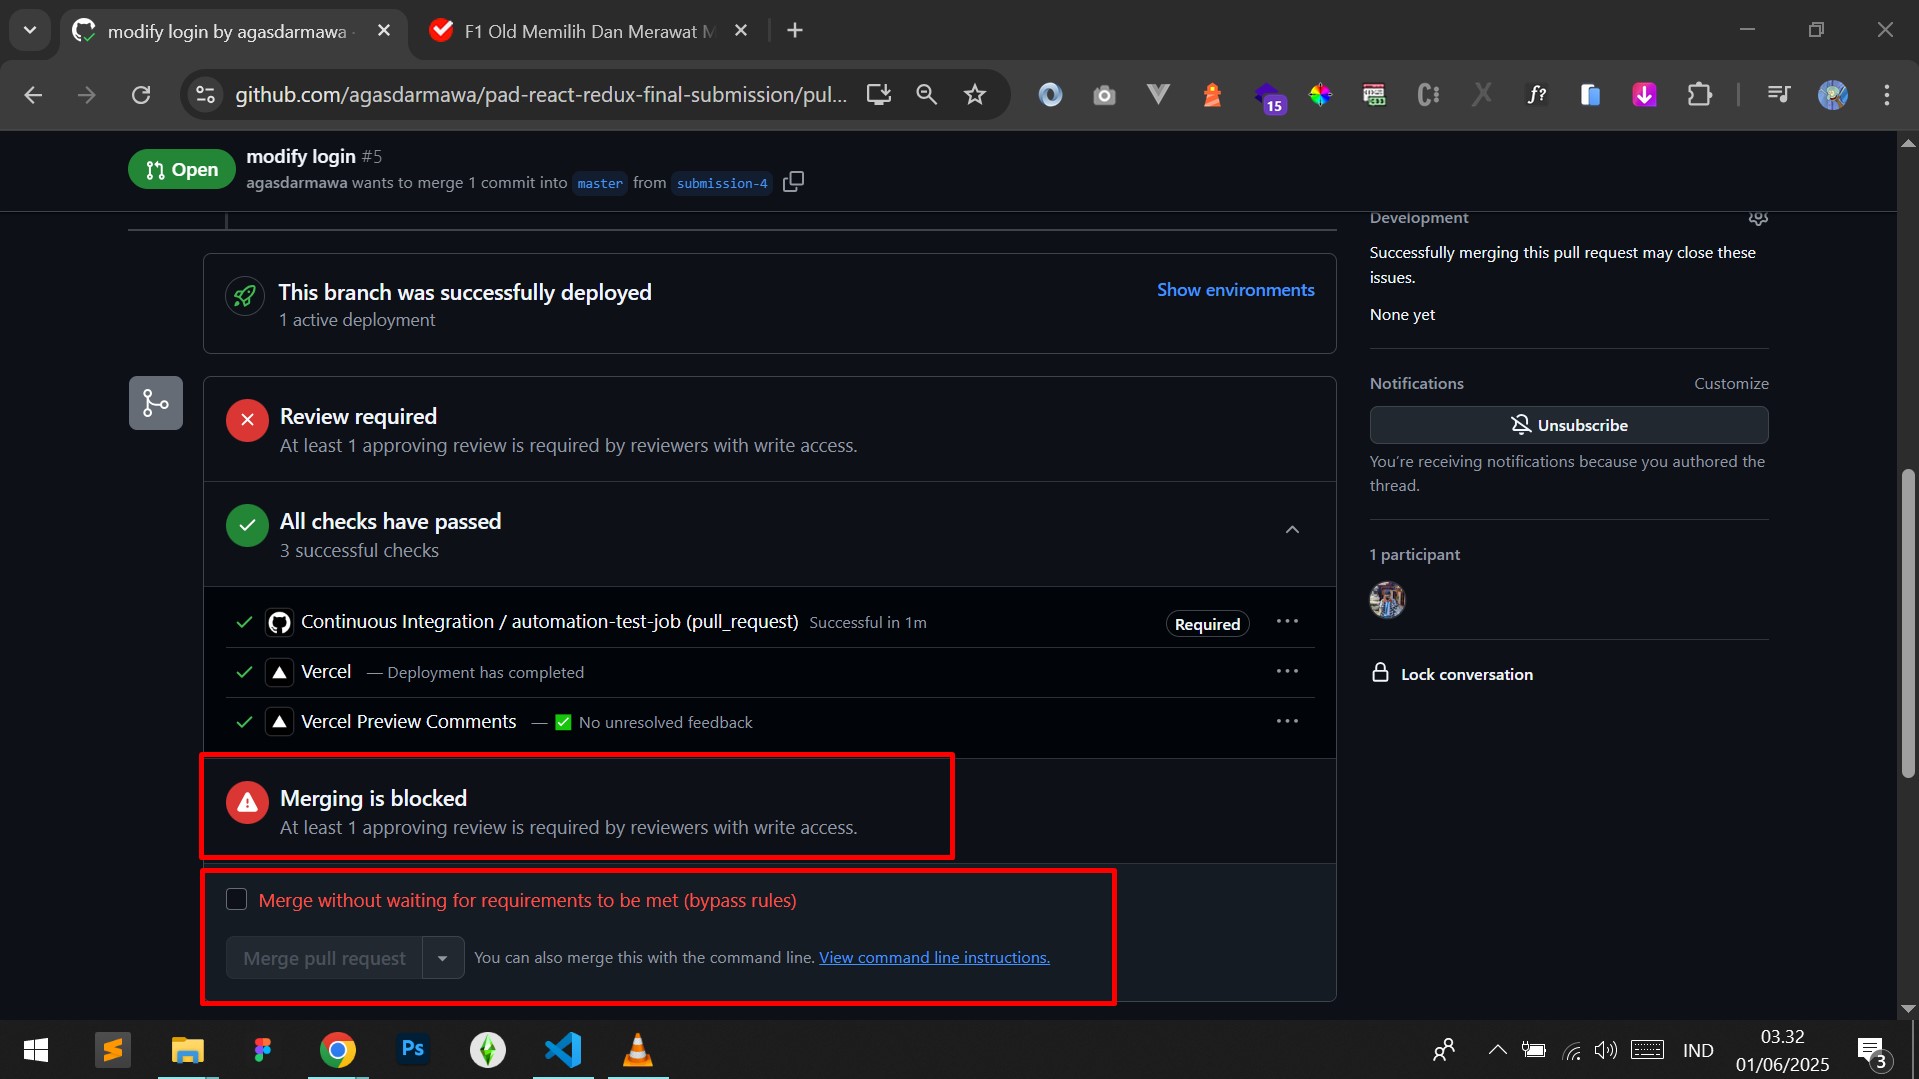 modify login by agasdarmawa
F1 Old Memilih Dan Merawat M
github.com/agasdarmawa/pad-react-redux-final-submission/pul...
15
f?
Open
modify login #5
agasdarmawa wants to merge 1 commit into master from submission-4
This branch was successfully deployed
1 active deployment
Show environments
Review required
At least 1 approving review is required by reviewers with write access.
All checks have passed
3 successful checks
Continuous Integration / automation-test-job (pull_request) Successful in 1m
Required
Vercel — Deployment has completed
Vercel Preview Comments — ✅ No unresolved feedback
Merging is blocked
At least 1 approving review is required by reviewers with write access.
Merge without waiting for requirements to be met (bypass rules)
Merge pull request
You can also merge this with the command line. View command line instructions.
Development
Successfully merging this pull request may close these
issues.
None yet
Notifications
Customize
Unsubscribe
You're receiving notifications because you authored the
thread.
1 participant
Lock conversation
Ps
IND
03.32
01/06/2025
3